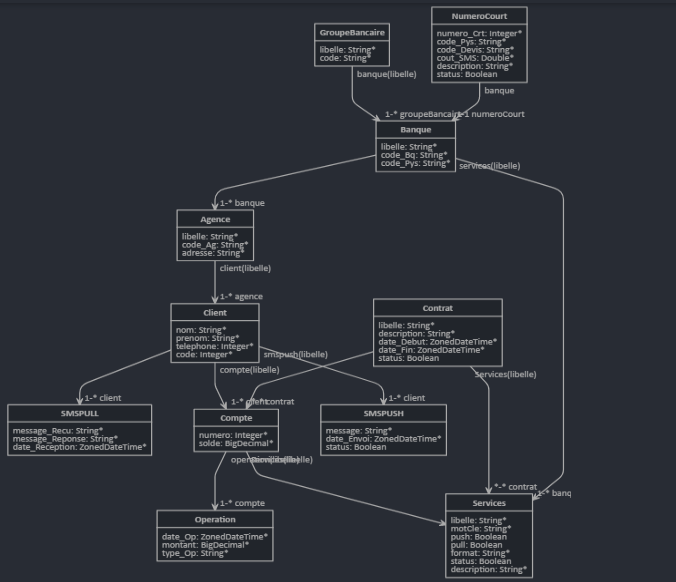 NumeroCourt
numero_Crt: Integer*
code_Pys: String*
code_Devis: String*
cout_SMS: Double*
description: String*
status: Boolean
GroupeBancaire
libelle: String*
code: String*
banque(libelle)
banque
1-* groupeBancaire
1-1 numeroCourt
Banque
libelle: String*
code_Bq: String*
code_Pys: String*
services(libelle)
1-* banque
Agence
libelle: String*
code_Ag: String*
adresse: String*
client(libelle)
1-* agence
Client
nom: String*
prenom: String*
telephone: Integer*
code: Integer*
Contrat
libelle: String*
description: String*
date_Debut: ZonedDateTime*
date_Fin: ZonedDateTime*
status: Boolean
smspush(libelle)
compte(libelle)
Services(libelle)
1-* client
1-* client
contrat
1-* client
SMSPULL
message_Recu: String*
message_Reponse: String*
date_Reception: ZonedDateTime*
Compte
numero: Integer*
solde: BigDecimal*
SMSPUSH
message: String*
date_Envoi: ZonedDateTime*
status: Boolean
1-* compte
*-* contrat
1-* banq
Operation
date_Op: ZonedDateTime*
montant: BigDecimal*
type_Op: String*
Services
libelle: String*
motCle: String*
push: Boolean
pull: Boolean
format: String*
status: Boolean
description: String*